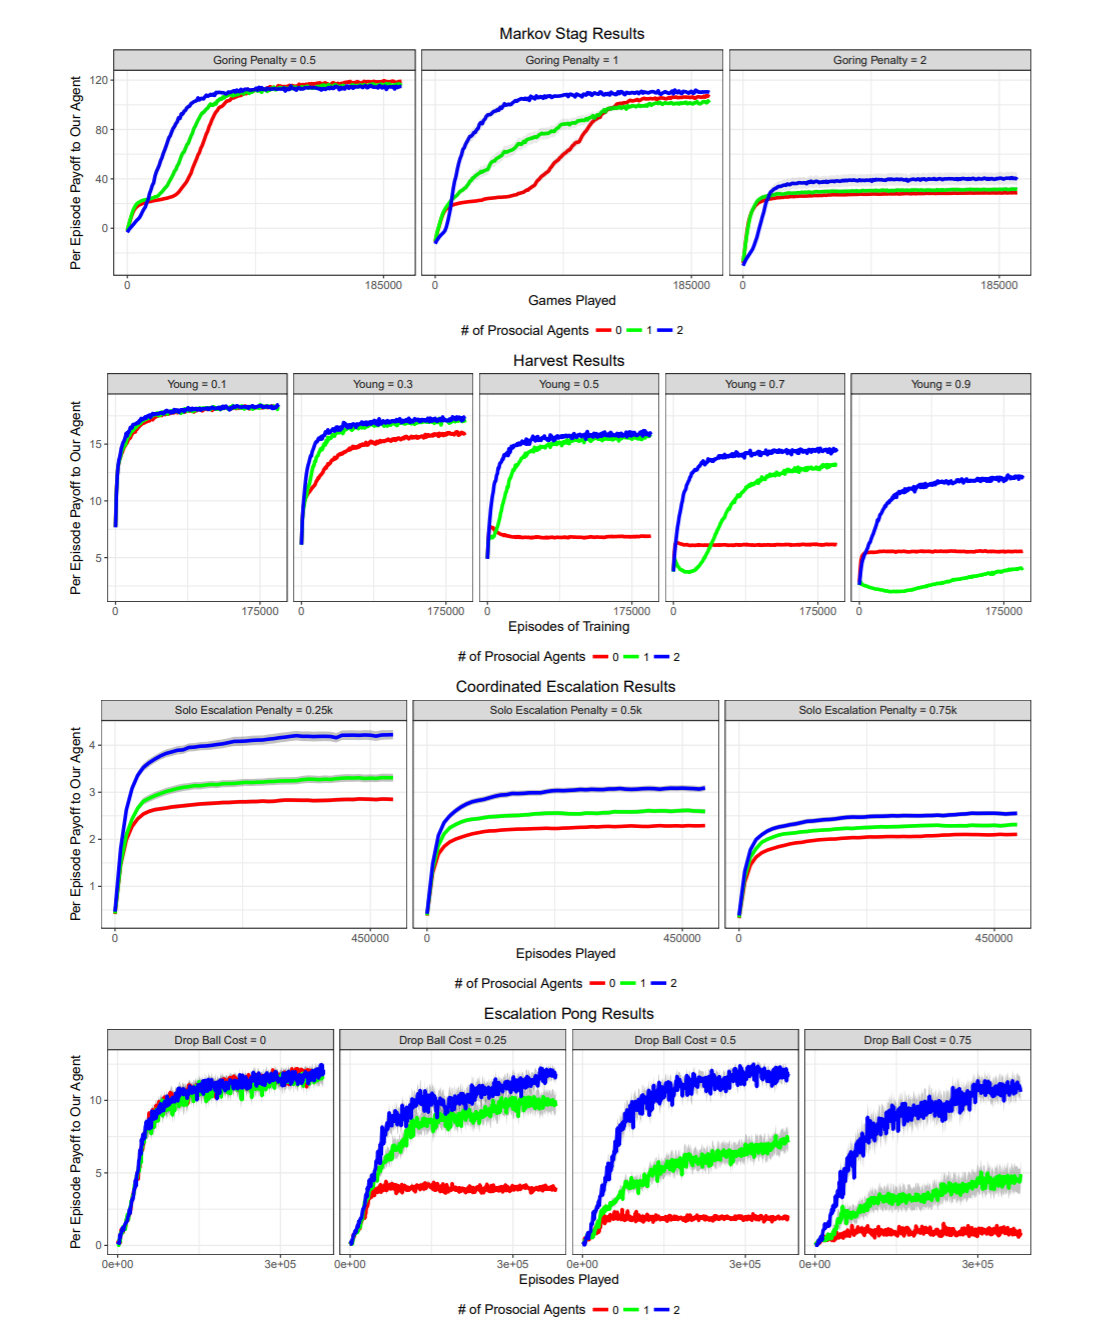 Markov Stag Results
Goring Penalty = 0.5 Goring Penalty = 1 Goring Penalty = 2
Per Episode Payoff to Our Agent
120
80
40
0
0 185000 0 185000 0 185000
Games Played
# of Prosocial Agents 0 1 2
Harvest Results
Young = 0.1 Young = 0.3 Young = 0.5 Young = 0.7 Young = 0.9
Per Episode Payoff to Our Agent
15
10
5
0 175000 0 175000 0 175000 0 175000 0 175000
Episodes of Training
# of Prosocial Agents 0 1 2
Coordinated Escalation Results
Solo Escalation Penalty = 0.25k Solo Escalation Penalty = 0.5k Solo Escalation Penalty = 0.75k
Per Episode Payoff to Our Agent
4
3
2
1
0 450000 0 450000 0 450000
Episodes Played
# of Prosocial Agents 0 1 2
Escalation Pong Results
Drop Ball Cost = 0 Drop Ball Cost = 0.25 Drop Ball Cost = 0.5 Drop Ball Cost = 0.75
Per Episode Payoff to Our Agent
10
5
0
0e+00 3e+05 0e+00 3e+05 0e+00 3e+05 0e+00 3e+05
Episodes Played
# of Prosocial Agents 0 1 2